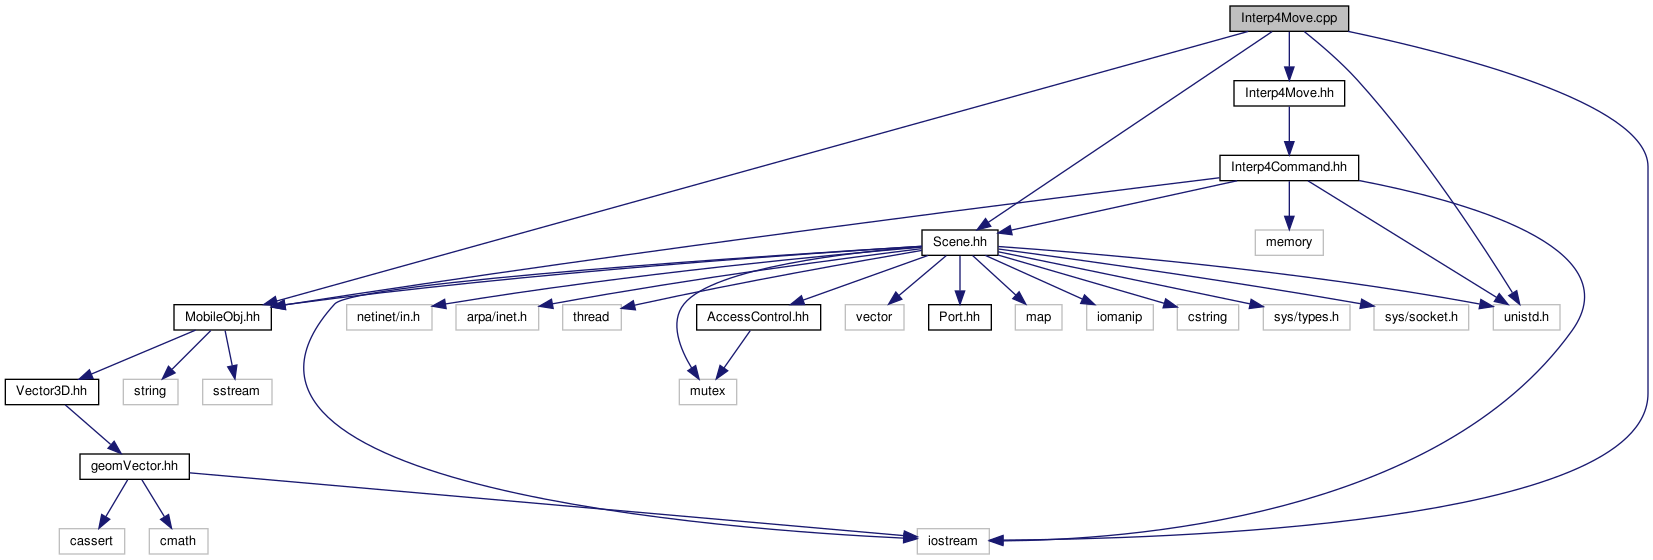 Interp4Move.cpp
Interp4Move.hh
Interp4Command.hh
Scene.hh
memory
MobileObj.hh
netinet/in.h
arpa/inet.h
thread
AccessControl.hh
vector
Port.hh
map
iomanip
cstring
sys/types.h
sys/socket.h
unistd.h
Vector3D.hh
string
sstream
mutex
geomVector.hh
cassert
cmath
iostream